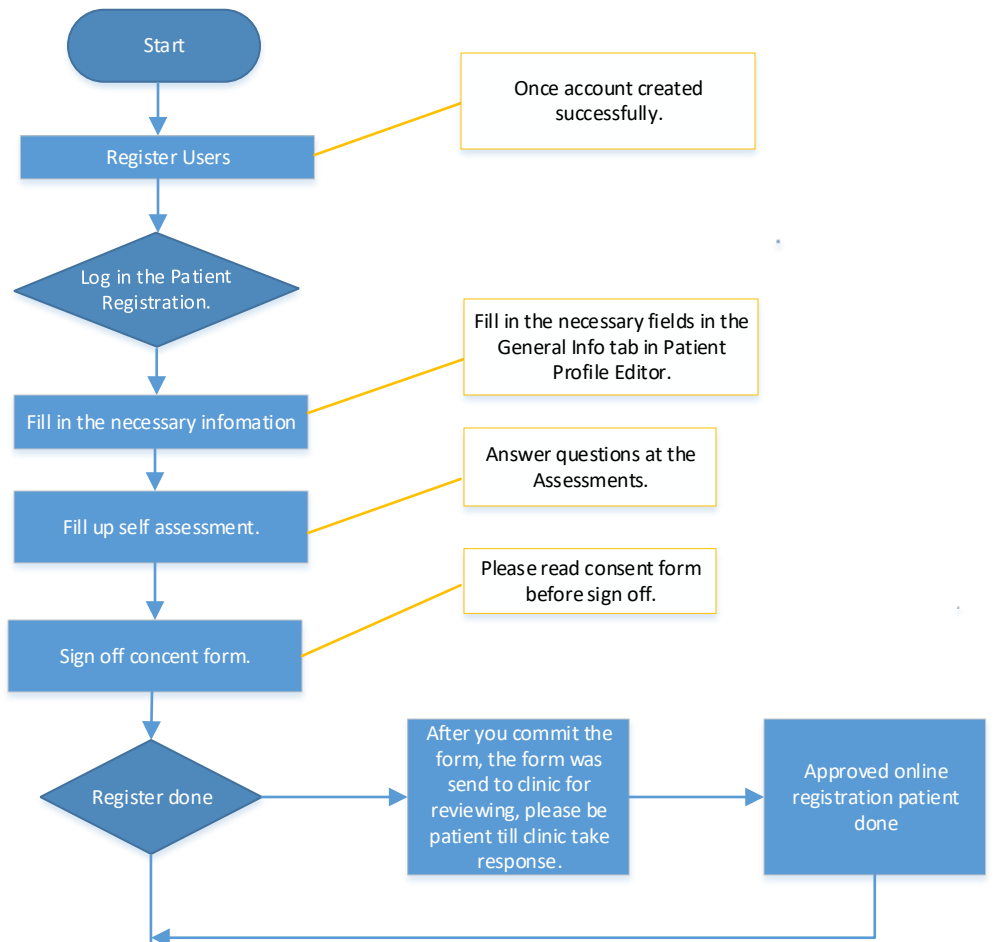 Start
Once account created
successfully.
Register Users
Log in the Patient
Registration.
Fill in the necessary fields in the
General Info tab in Patient
Profile Editor.
Fill in the necessary infomation
Answer questions at the
Assessments.
Fill up self assessment.
Please read consent form
before sign off.
Sign off concent form.
After you commit the
form, the form was
send to clinic for
reviewing, please be
patient till clinic take
response.
Approved online
registration patient
done
Register done